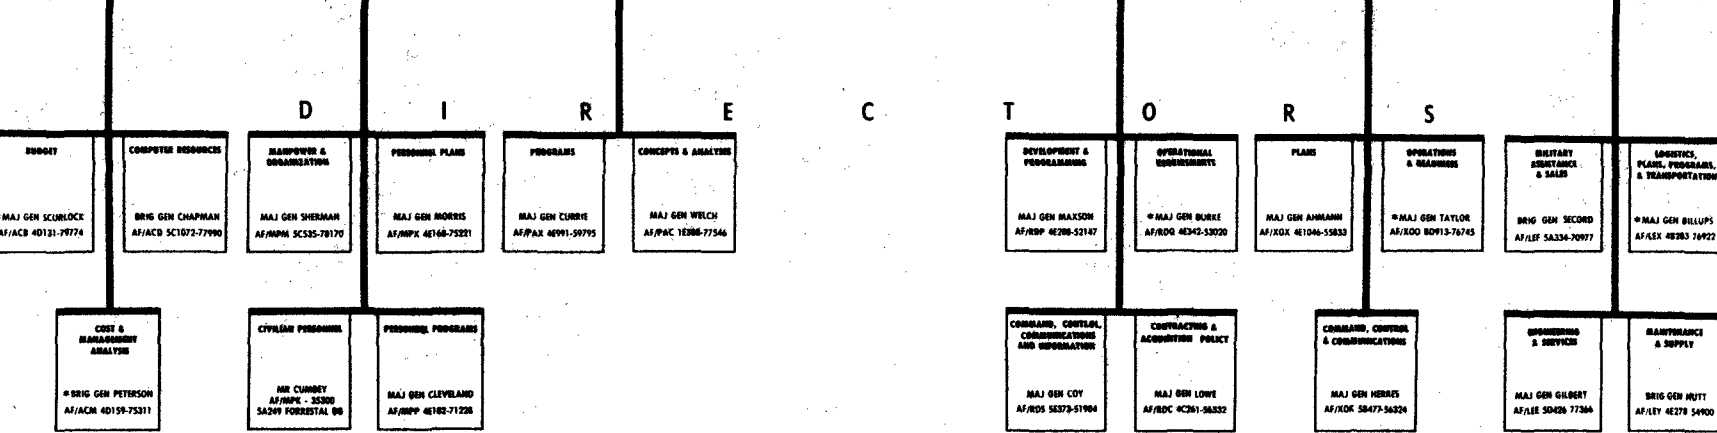 D I R E C T O R S
BUDGET
*MAJ GEN SCURLOCK
AF/ACB 4D131-79774
COMPUTER RESOURCES
BRIG GEN CHAPMAN
AF/ACD 5C1072-77990
MANPOWER &
ORGANIZATION
MAJ GEN SHERMAN
AF/MPM 5C535-78170
PERSONNEL PLANS
MAJ GEN MORRIS
AF/MPX 4E168-75221
PROGRAMS
MAJ GEN CURRIE
AF/PAX 4E991-59795
CONCEPTS & ANALYSIS
MAJ GEN WELCH
AF/PAC 1E388-77546
DEVELOPMENT &
PROGRAMMING
MAJ GEN MAXSON
AF/RDP 4E288-52147
OPERATIONAL
REQUIREMENTS
*MAJ GEN BURKE
AF/RDQ 4E342-53020
PLANS
MAJ GEN AHMANN
AF/XOX 4E1046-55833
OPERATIONS
& READINESS
*MAJ GEN TAYLOR
AF/XOO BD913-76745
MILITARY
ASSISTANCE
& SALES
BRIG GEN SECORD
AF/LEF 5A334-70977
LOGISTICS,
PLANS, PROGRAMS,
& TRANSPORTATION
*MAJ GEN BILLUPS
AF/LEX 4B283 76922
COST &
MANAGEMENT
ANALYSIS
*BRIG GEN PETERSON
AF/ACM 4D159-75311
CIVILIAN PERSONNEL
MR CUMBEY
AF/MPK - 35300
5A249 FORRESTAL
PERSONNEL PROGRAMS
MAJ GEN CLEVELAND
AF/MPP 4E182-71228
COMMAND, CONTROL,
COMMUNICATIONS
AND INFORMATION
MAJ GEN COY
AF/RDS 5E373-51904
CONTRACTING &
ACQUISITION POLICY
MAJ GEN LOWE
AF/RDC 4C261-56332
COMMAND, CONTROL
& COMMUNICATIONS
MAJ GEN HERRES
AF/XOK 5B477-56324
ENGINEERING
& SERVICES
MAJ GEN GILBERT
AF/LEE 5D426 77366
MAINTENANCE
& SUPPLY
BRIG GEN NUTT
AF/LEY 4E278 54900